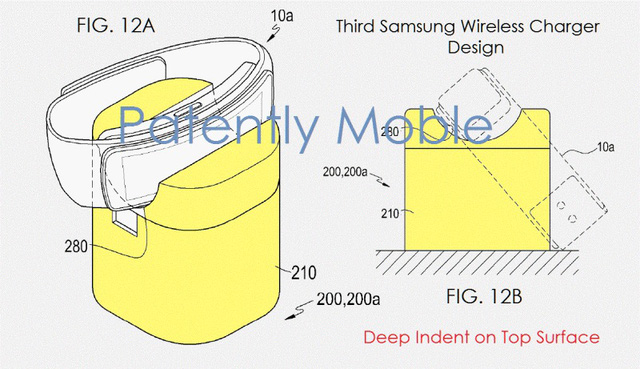 FIG. 12A
10a
Third Samsung Wireless Charger
Design
Patently Moble
280
10a
200,200a
210
280
210
200,200a
FIG. 12B
Deep Indent on Top Surface